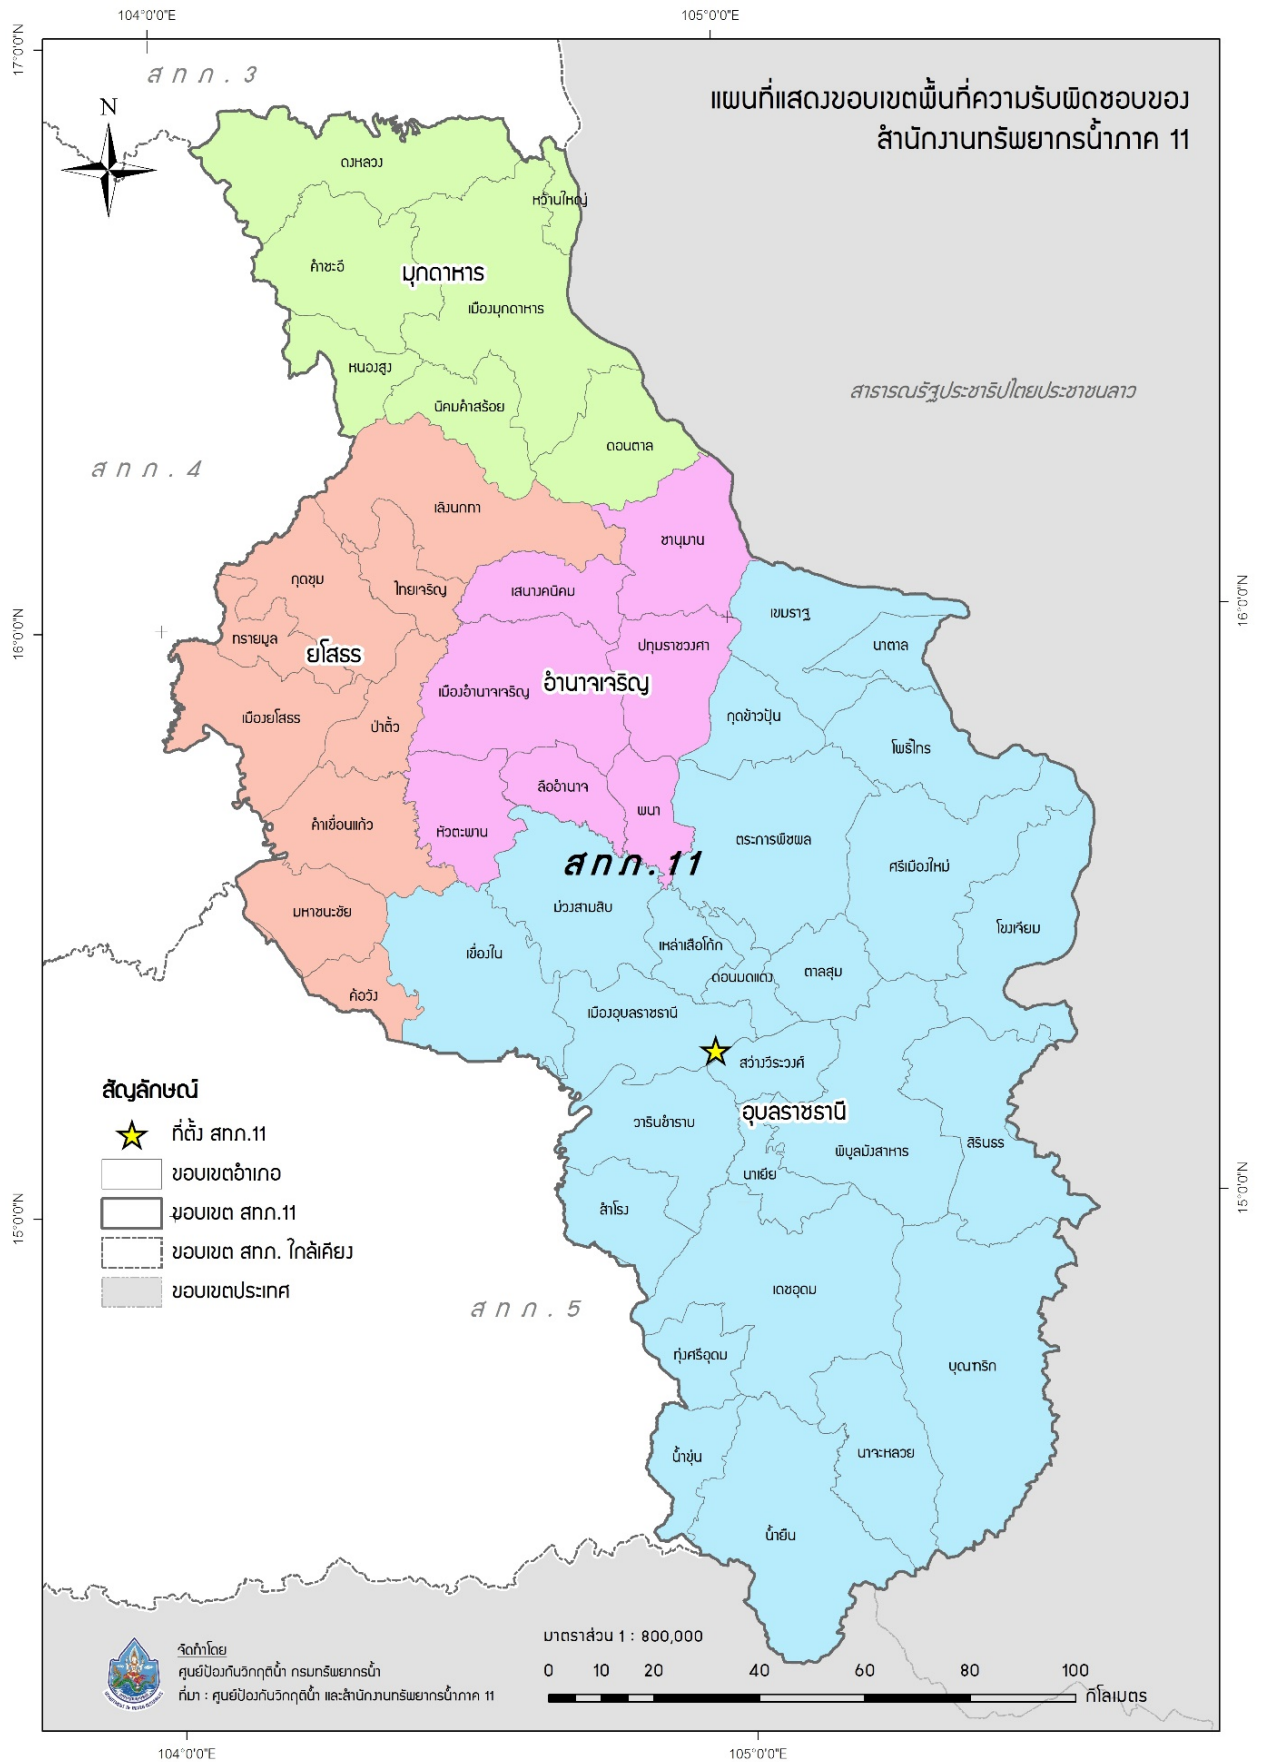 104°0'0"E
105°0'0"E
17°0'0"N
สทภ.3
N
แผนที่แสดงขอบเขตพื้นที่ความรับผิดชอบของ
สำนักงานทรัพยากรน้ำภาค 11
ดงหลวง
หว้านใหญ่
คำชะอี
มุกดาหาร
เมืองมุกดาหาร
หนองสูง
นิคมคำสร้อย
สาธารณรัฐประชาธิปไตยประชาชนลาว
ดอนตาล
สทภ.4
เลิงนกทา
ชานุมาน
กุดชุม
ไทยเจริญ
เสนางคนิคม
เขมราฐ
16°0'0"N
16°0'0"N
ทรายมูล
ยโสธร
ปทุมราชวงศา
นาตาล
เมืองอำนาจเจริญ
อำนาจเจริญ
เมืองยโสธร
ป่าติ้ว
กุดข้าวปุ้น
โพธิ์ไทร
ลืออำนาจ
พนา
คำเขื่อนแก้ว
หัวตะพาน
ตระการพืชผล
สทภ.11
ศรีเมืองใหม่
มหาชนะชัย
ม่วงสามสิบ
โขงเจียม
เขื่องใน
เหล่าเสือโก้ก
ดอนมดแดง
ตาลสุม
ค้อวัง
เมืองอุบลราชธานี
สว่างวีระวงศ์
อุบลราชธานี
วารินชำราบ
พิบูลมังสาหาร
สิรินธร
นาเยีย
สำโรง
15°0'0"N
15°0'0"N
สัญลักษณ์
ที่ตั้ง สทภ.11
ขอบเขตอำเภอ
ขอบเขต สทภ.11
ขอบเขต สทภ. ใกล้เคียง
ขอบเขตประเทศ
สทภ.5
เดชอุดม
ทุ่งศรีอุดม
บุณฑริก
น้ำขุ่น
นาจะหลวย
น้ำยืน
จัดทำโดย
ศูนย์ป้องกันวิกฤติน้ำ กรมทรัพยากรน้ำ
ที่มา : ศูนย์ป้องกันวิกฤติน้ำ และสำนักงานทรัพยากรน้ำภาค 11
มาตราส่วน 1 : 800,000
0 10 20 40 60 80 100
กิโลเมตร
104°0'0"E
105°0'0"E